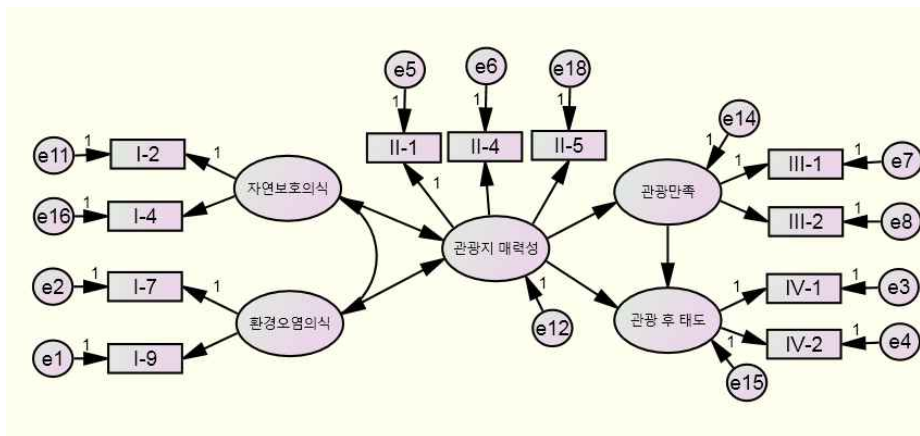 e5
e6
e18
1
1
1
e14
e11
1
I-2
1
II-1
II-4
II-5
1
1
III-1
1
e7
자연보호의식
1
관광만족
e16
1
I-4
III-2
1
e8
관광지 매력성
e2
1
I-7
1
1
IV-1
1
e3
환경오염의식
1
e12
관광 후 태도
e1
1
I-9
1
IV-2
1
e4
e15